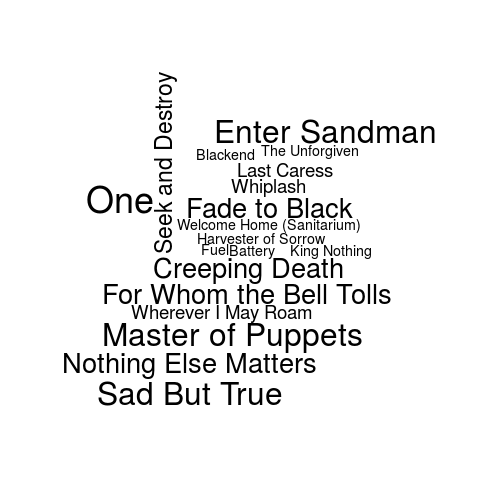 Seek and Destroy
Enter Sandman
Blackend
The Unforgiven
Last Caress
Whiplash
One
Fade to Black
Welcome Home (Sanitarium)
Harvester of Sorrow
Fuel
Battery
King Nothing
Creeping Death
For Whom the Bell Tolls
Wherever I May Roam
Master of Puppets
Nothing Else Matters
Sad But True